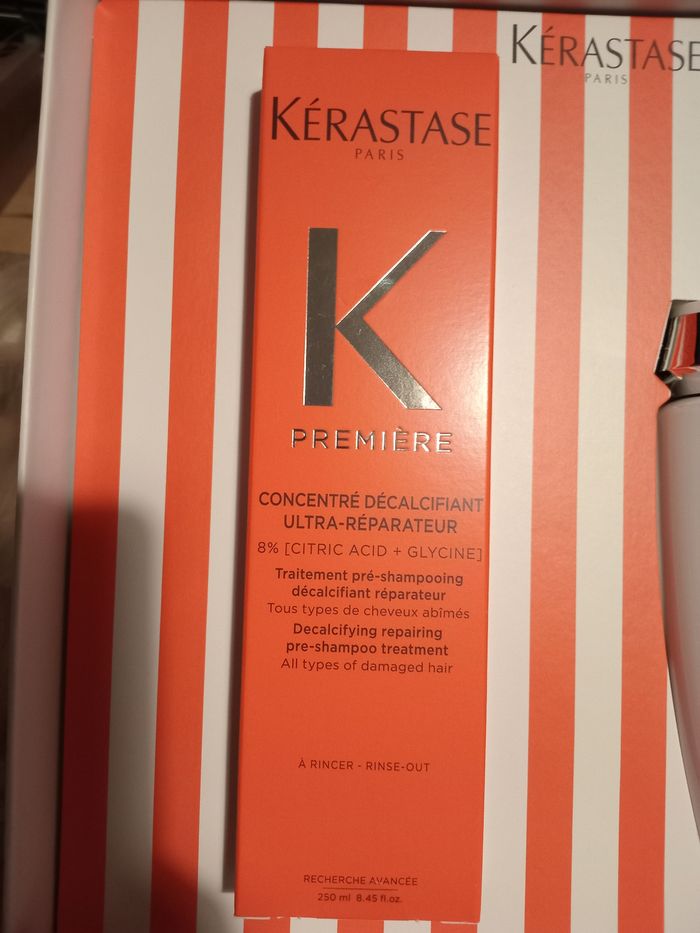 KÉRASTASE
PARIS
KÉRASTASE
PARIS
K
PREMIÈRE
CONCENTRÉ DÉCALCIFIANT
ULTRA-RÉPARATEUR
8% [CITRIC ACID + GLYCINE]
Traitement pré-shampooing
décalcifiant réparateur
Tous types de cheveux abîmés
Decalcifying repairing
pre-shampoo treatment
All types of damaged hair
À RINCER - RINSE-OUT
RECHERCHE AVANCÉE
250 ml 8.45 fl.oz.